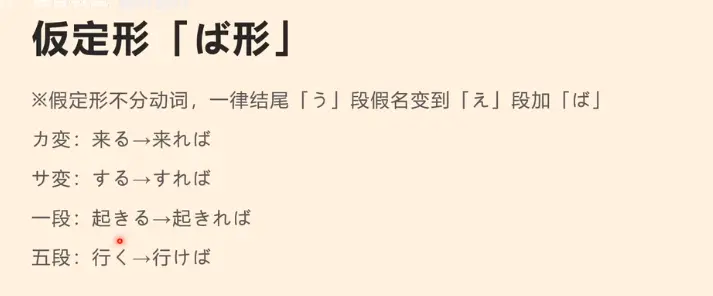 仮定形「ば形」
※假定形不分动词，一律结尾「う」段假名变到「え」段加「ば」
カ変：来る→来れば
サ変：する→すれば
一段：起きる→起きれば
五段：行く→行けば